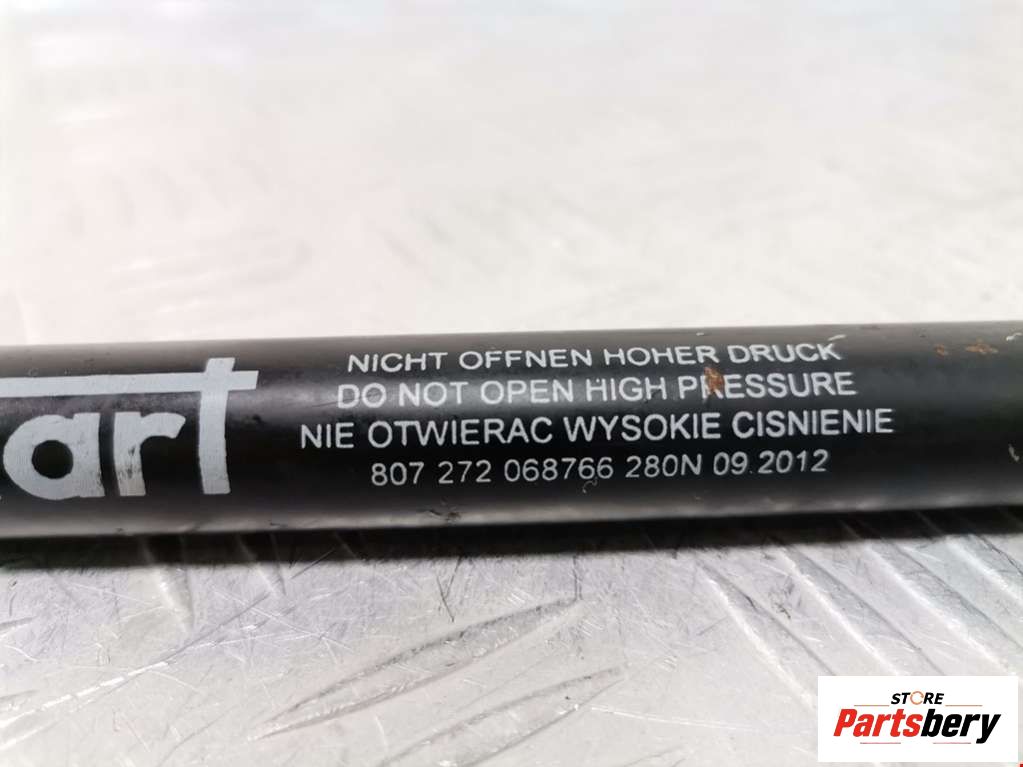 NICHT OFFNEN HOHER DRUCK
DO NOT OPEN HIGH PRESSURE
NIE OTWIERAC WYSOKIE CISNIENIE
807 272 068766 280N 09.2012
STORE
Partsbery